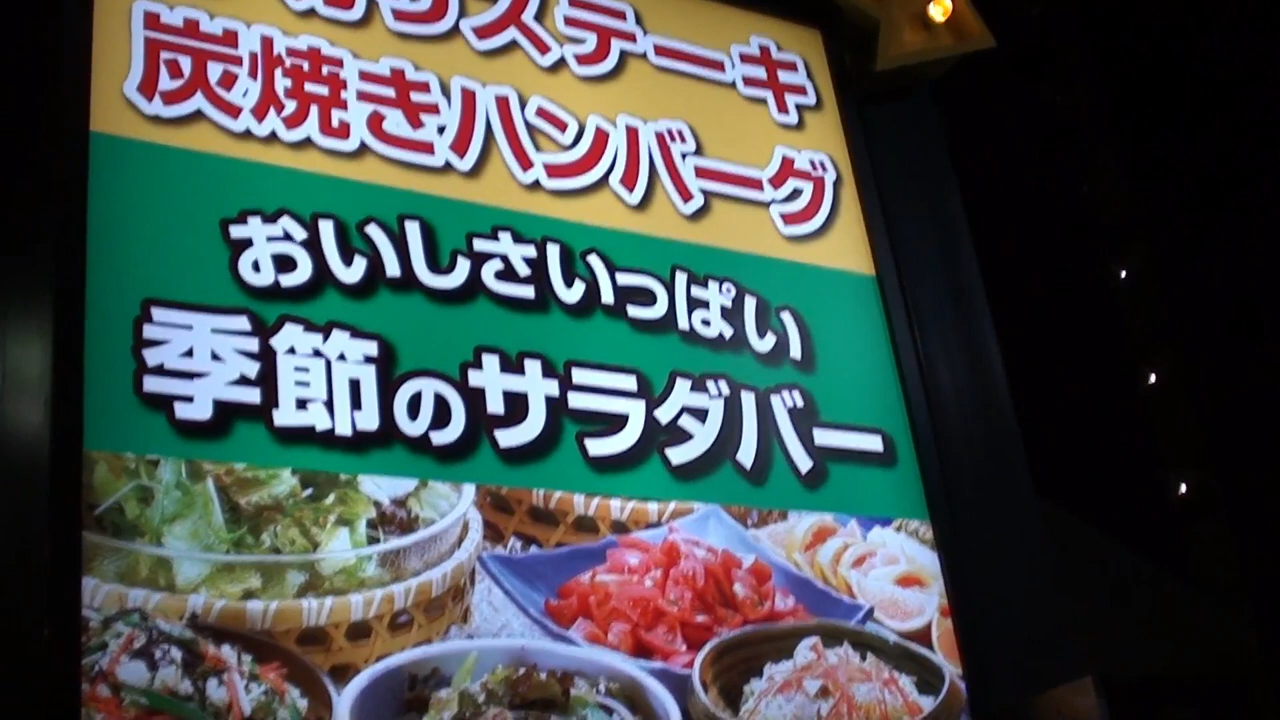 ステーキ
炭焼きハンバーグ
おいしさいっぱい
季節のサラダバー